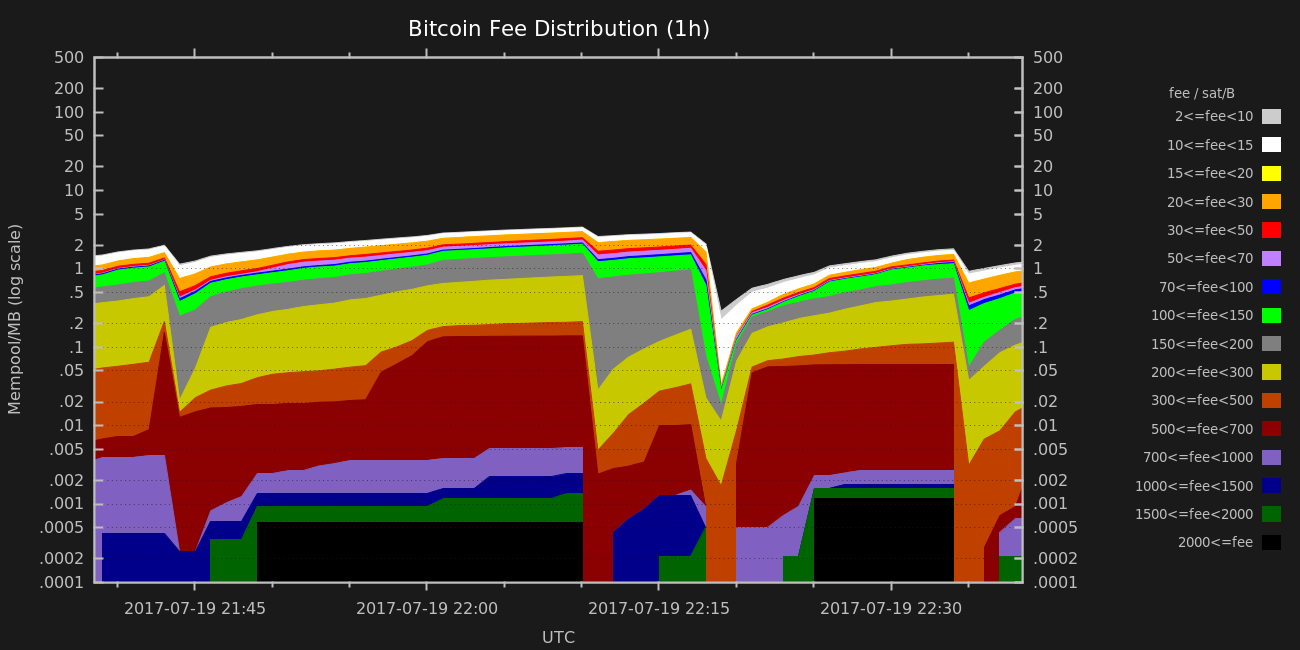 Bitcoin Fee Distribution (1h)
500
200
100
50
20
10
5
2
1
.5
.2
.1
.05
.02
.01
.005
.002
.001
.0005
.0002
.0001
Mempool/MB (log scale)
500
200
100
50
20
10
5
2
1
.5
.2
.1
.05
.02
.01
.005
.002
.001
.0005
.0002
.0001
2017-07-19 21:45
2017-07-19 22:00
2017-07-19 22:15
2017-07-19 22:30
UTC
fee / sat/B
2<=fee<10
10<=fee<15
15<=fee<20
20<=fee<30
30<=fee<50
50<=fee<70
70<=fee<100
100<=fee<150
150<=fee<200
200<=fee<300
300<=fee<500
500<=fee<700
700<=fee<1000
1000<=fee<1500
1500<=fee<2000
2000<=fee